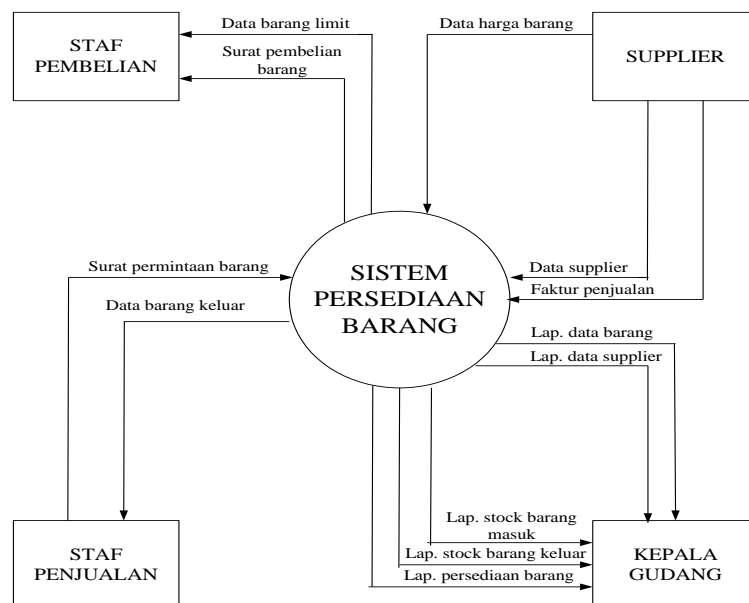 STAF
PEMBELIAN
Data barang limit
Surat pembelian
barang
Data harga barang
SUPPLIER
Surat permintaan barang
Data barang keluar
SISTEM
PERSEDIAAN
BARANG
Data supplier
Faktur penjualan
Lap. data barang
Lap. data supplier
STAF
PENJUALAN
Lap. stock barang
masuk
Lap. stock barang keluar
Lap. persediaan barang
KEPALA
GUDANG